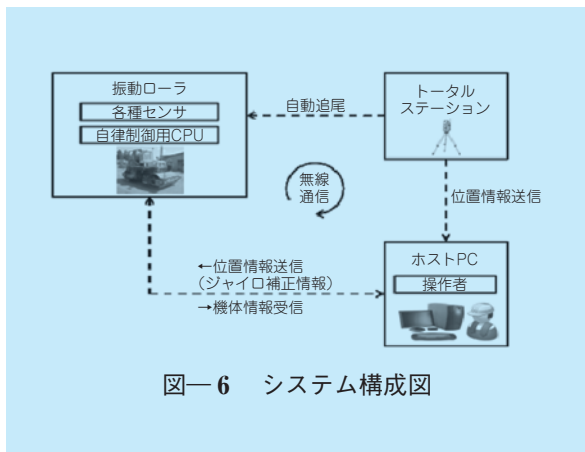 振動ローラ
各種センサ
自律制御用CPU
自動追尾
トータル
ステーション
無線
通信
位置情報送信
←位置情報送信
（ジャイロ補正情報）
→機体情報受信
ホストPC
操作者
図―6　システム構成図